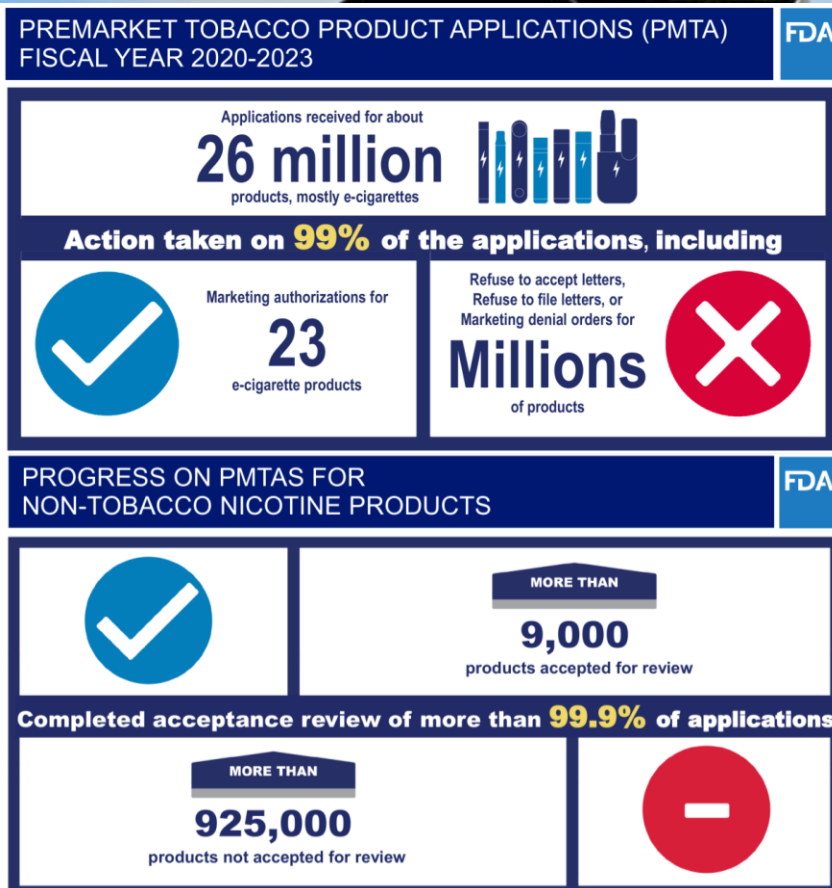 PREMARKET TOBACCO PRODUCT APPLICATIONS (PMTA)
FISCAL YEAR 2020-2023
FDA
Applications received for about
26 million
products, mostly e-cigarettes
Action taken on 99% of the applications, including
Marketing authorizations for
23
e-cigarette products
Refuse to accept letters,
Refuse to file letters, or
Marketing denial orders for
Millions
of products
PROGRESS ON PMTAS FOR
NON-TOBACCO NICOTINE PRODUCTS
FDA
MORE THAN
9,000
products accepted for review
Completed acceptance review of more than 99.9% of applications
MORE THAN
925,000
products not accepted for review